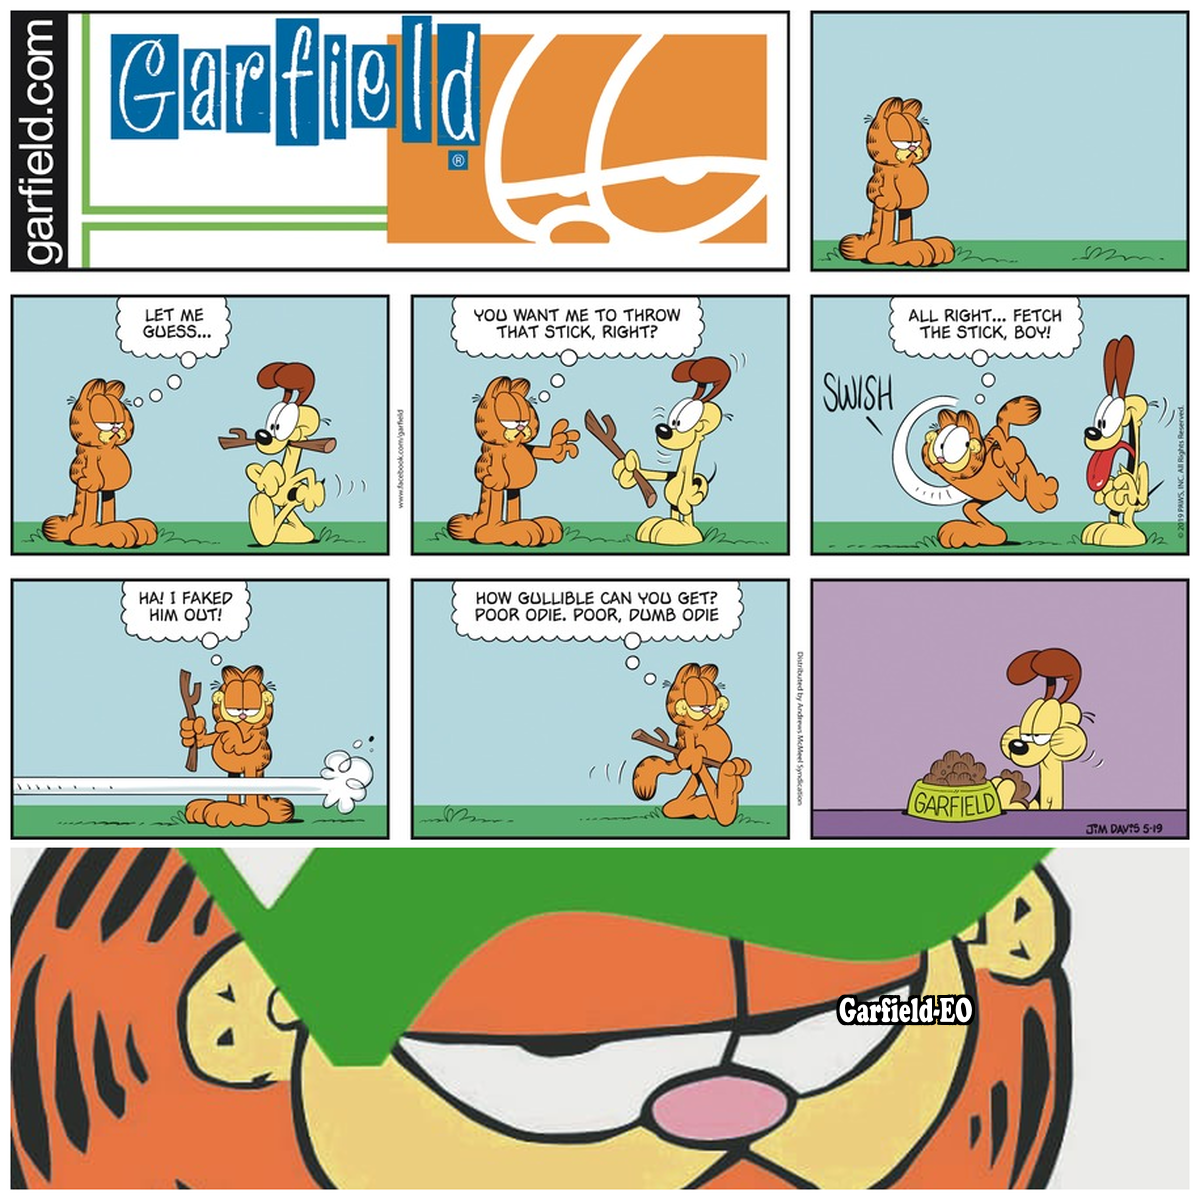 garfield.com
Garfield
®
LET ME
GUESS...
www.facebook.com/garfield
YOU WANT ME TO THROW
THAT STICK, RIGHT?
ALL RIGHT... FETCH
THE STICK, BOY!
SWISH
© 2019 PAWS, INC. All Rights Reserved.
HA! I FAKED
HIM OUT!
HOW GULLIBLE CAN YOU GET?
POOR ODIE. POOR, DUMB ODIE
Distributed by Andrews McMeel Syndication
GARFIELD
JIM DAVIS 5-19
Garfield-EO